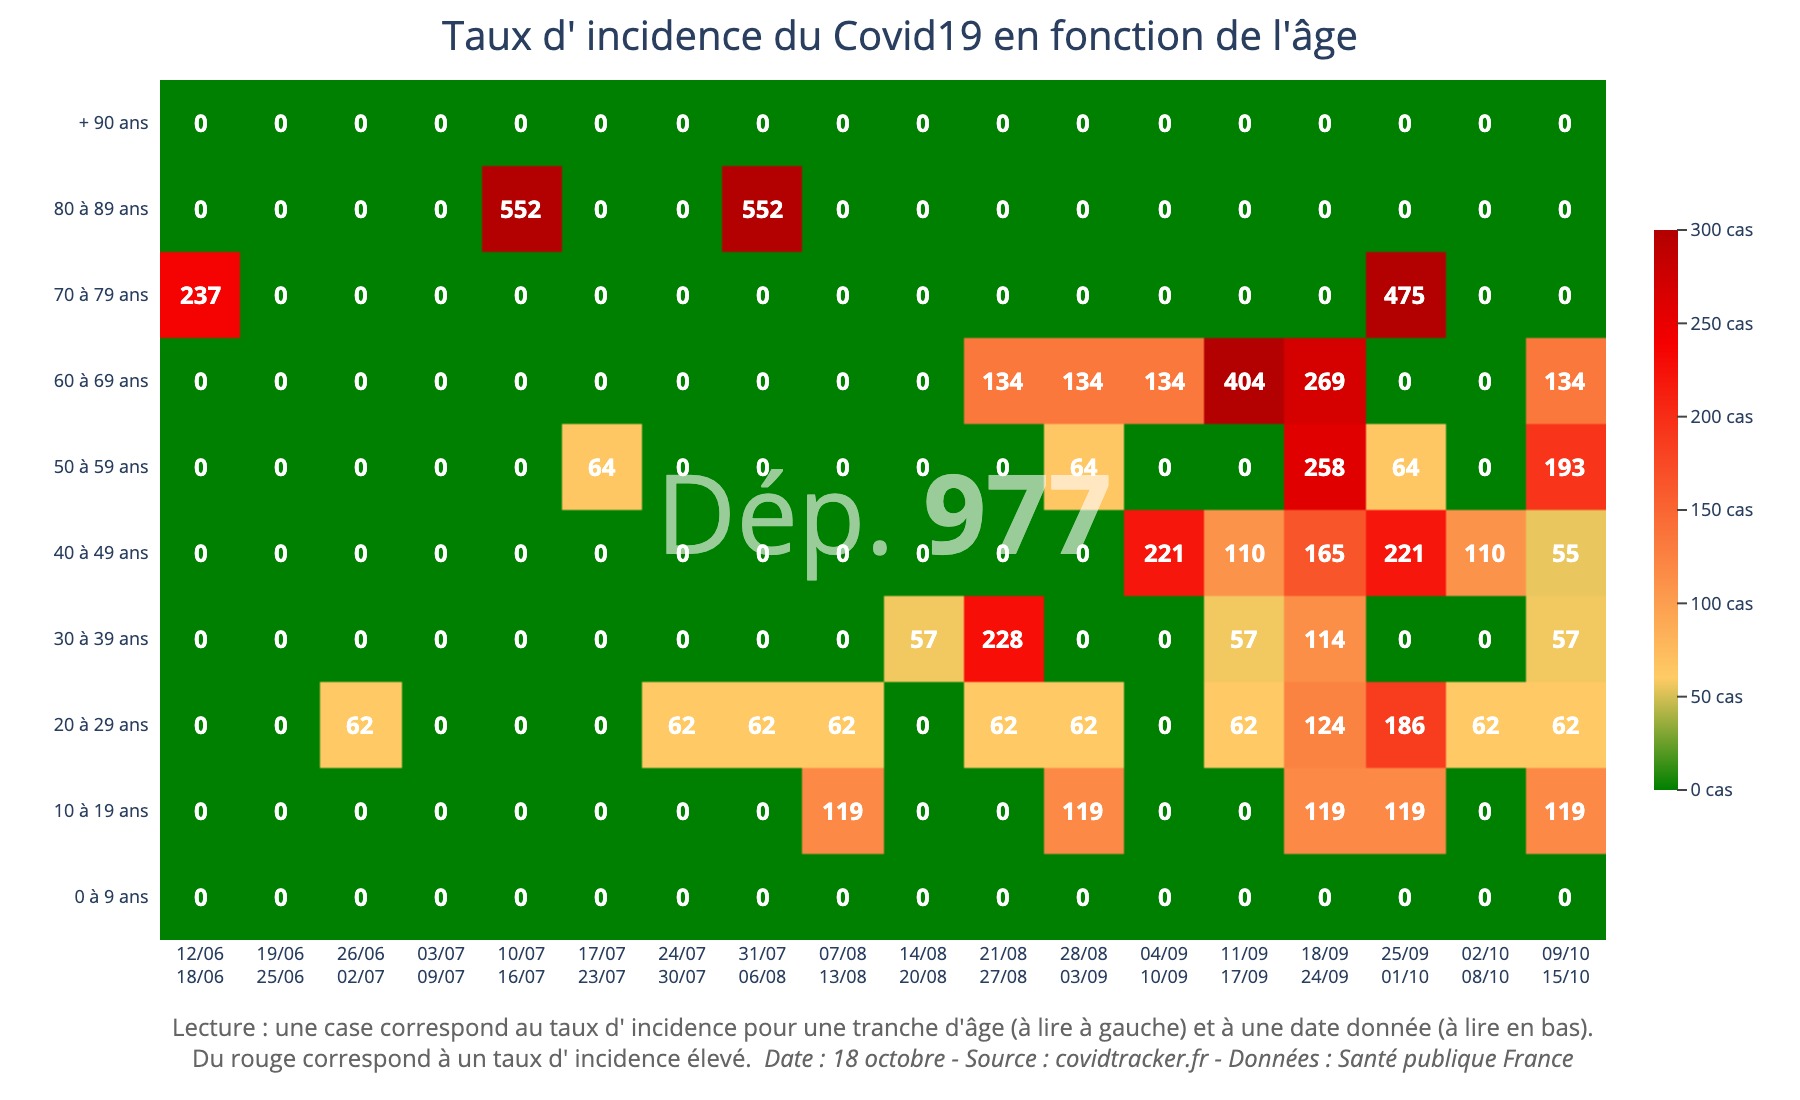 Taux d' incidence du Covid19 en fonction de l'âge
+ 90 ans 0 0 0 0 0 0 0 0 0 0 0 0 0 0 0 0 0 0
80 à 89 ans 0 0 0 0 552 0 0 552 0 0 0 0 0 0 0 0 0 0
70 à 79 ans 237 0 0 0 0 0 0 0 0 0 0 0 0 0 0 475 0 0
60 à 69 ans 0 0 0 0 0 0 0 0 0 0 134 134 134 404 269 0 0 134
50 à 59 ans 0 0 0 0 0 64 0 0 0 0 0 64 0 0 258 64 0 193
Dép. 977
40 à 49 ans 0 0 0 0 0 0 0 0 0 0 0 0 221 110 165 221 110 55
30 à 39 ans 0 0 0 0 0 0 0 0 0 57 228 0 0 57 114 0 0 57
20 à 29 ans 0 0 62 0 0 0 62 62 62 0 62 62 0 62 124 186 62 62
10 à 19 ans 0 0 0 0 0 0 0 0 119 0 0 119 0 0 119 119 0 119
0 à 9 ans 0 0 0 0 0 0 0 0 0 0 0 0 0 0 0 0 0 0
12/06 19/06 26/06 03/07 10/07 17/07 24/07 31/07 07/08 14/08 21/08 28/08 04/09 11/09 18/09 25/09 02/10 09/10
18/06 25/06 02/07 09/07 16/07 23/07 30/07 06/08 13/08 20/08 27/08 03/09 10/09 17/09 24/09 01/10 08/10 15/10
300 cas
250 cas
200 cas
150 cas
100 cas
50 cas
0 cas
Lecture : une case correspond au taux d' incidence pour une tranche d'âge (à lire à gauche) et à une date donnée (à lire en bas).
Du rouge correspond à un taux d' incidence élevé. Date : 18 octobre - Source : covidtracker.fr - Données : Santé publique France